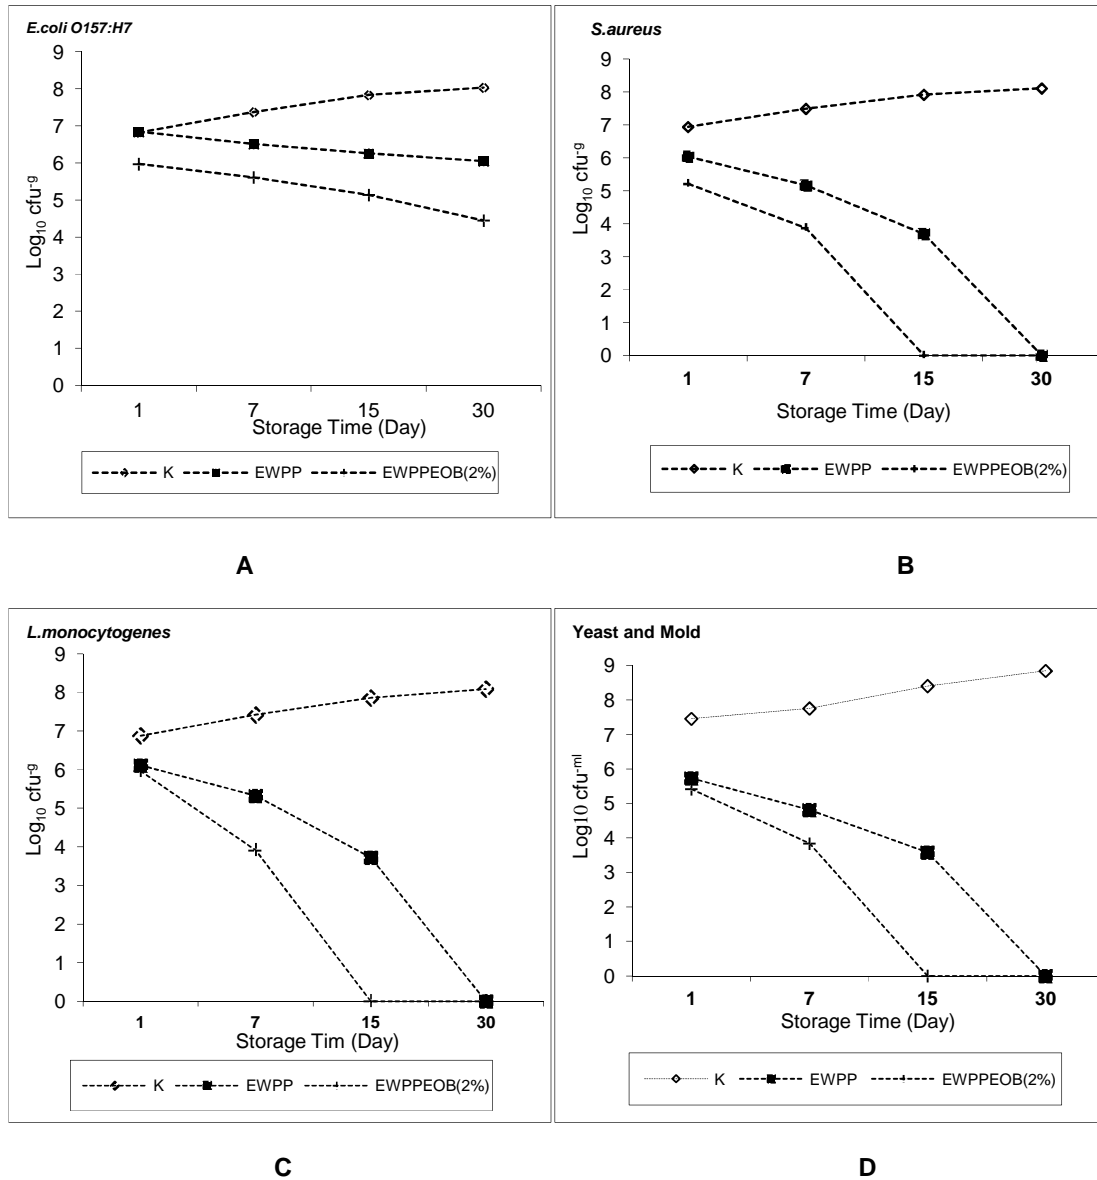 E.coli O157:H7
9
8
7
6
5
4
3
2
1
0
Log10 cfu-g
1 7 15 30
Storage Time (Day)
K EWPP EWPPEOB(2%)
A
S.aureus
9
8
7
6
5
4
3
2
1
0
Log10 cfu-g
1 7 15 30
Storage Time (Day)
K EWPP EWPPEOB(2%)
B
L.monocytogenes
9
8
7
6
5
4
3
2
1
0
Log10 cfu-g
1 7 15 30
Storage Tim (Day)
K EWPP EWPPEOB(2%)
C
Yeast and Mold
9
8
7
6
5
4
3
2
1
0
Log10 cfu-ml
1 7 15 30
Storage Time (Day)
K EWPP EWPPEOB(2%)
D